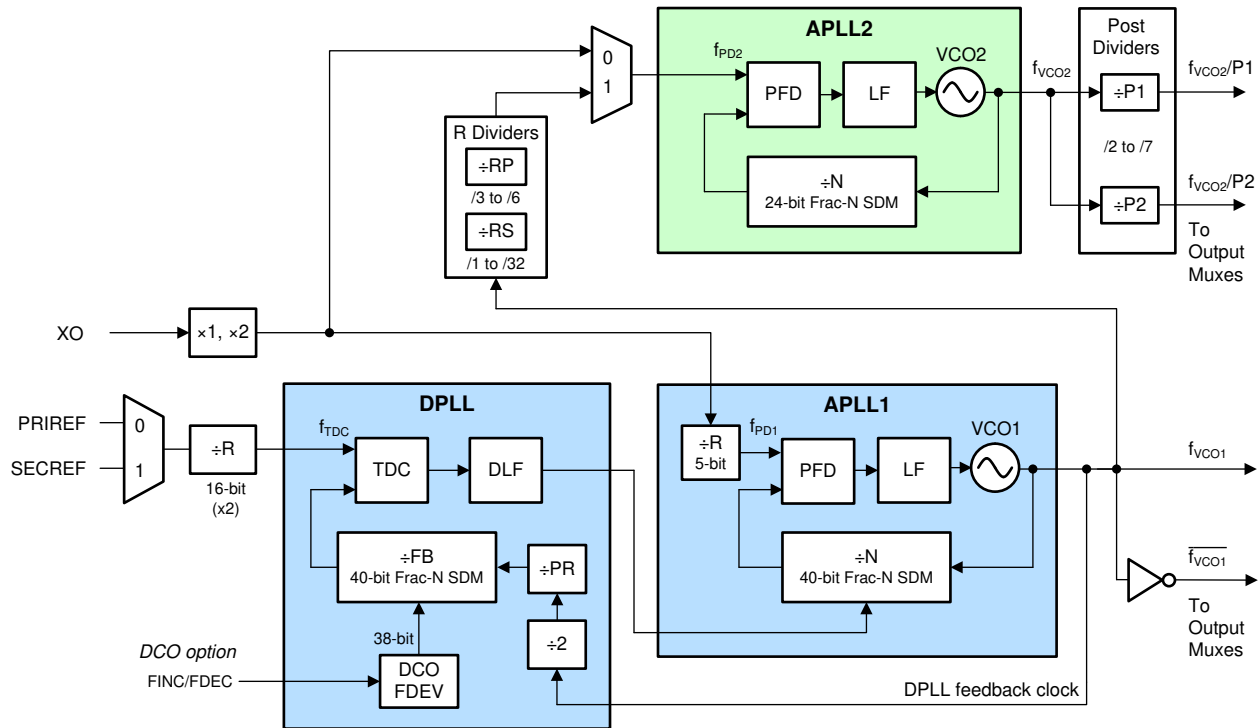 APLL2
Post
Dividers
0
1
fPD2
VCO2
fVCO2
PFD
LF
÷P1
fVCO2/P1
R Dividers
÷RP
/3 to /6
÷RS
/1 to /32
÷N
24-bit Frac-N SDM
/2 to /7
÷P2
fVCO2/P2
To
Output
Muxes
XO
×1, ×2
DPLL
APLL1
PRIREF
SECREF
0
1
÷R
16-bit
(x2)
fTDC
TDC
DLF
÷R
5-bit
fPD1
PFD
LF
VCO1
fVCO1
÷FB
40-bit Frac-N SDM
÷PR
÷N
40-bit Frac-N SDM
fVCO1
÷2
38-bit
To
Output
Muxes
DCO option
FINC/FDEC
DCO
FDEV
DPLL feedback clock